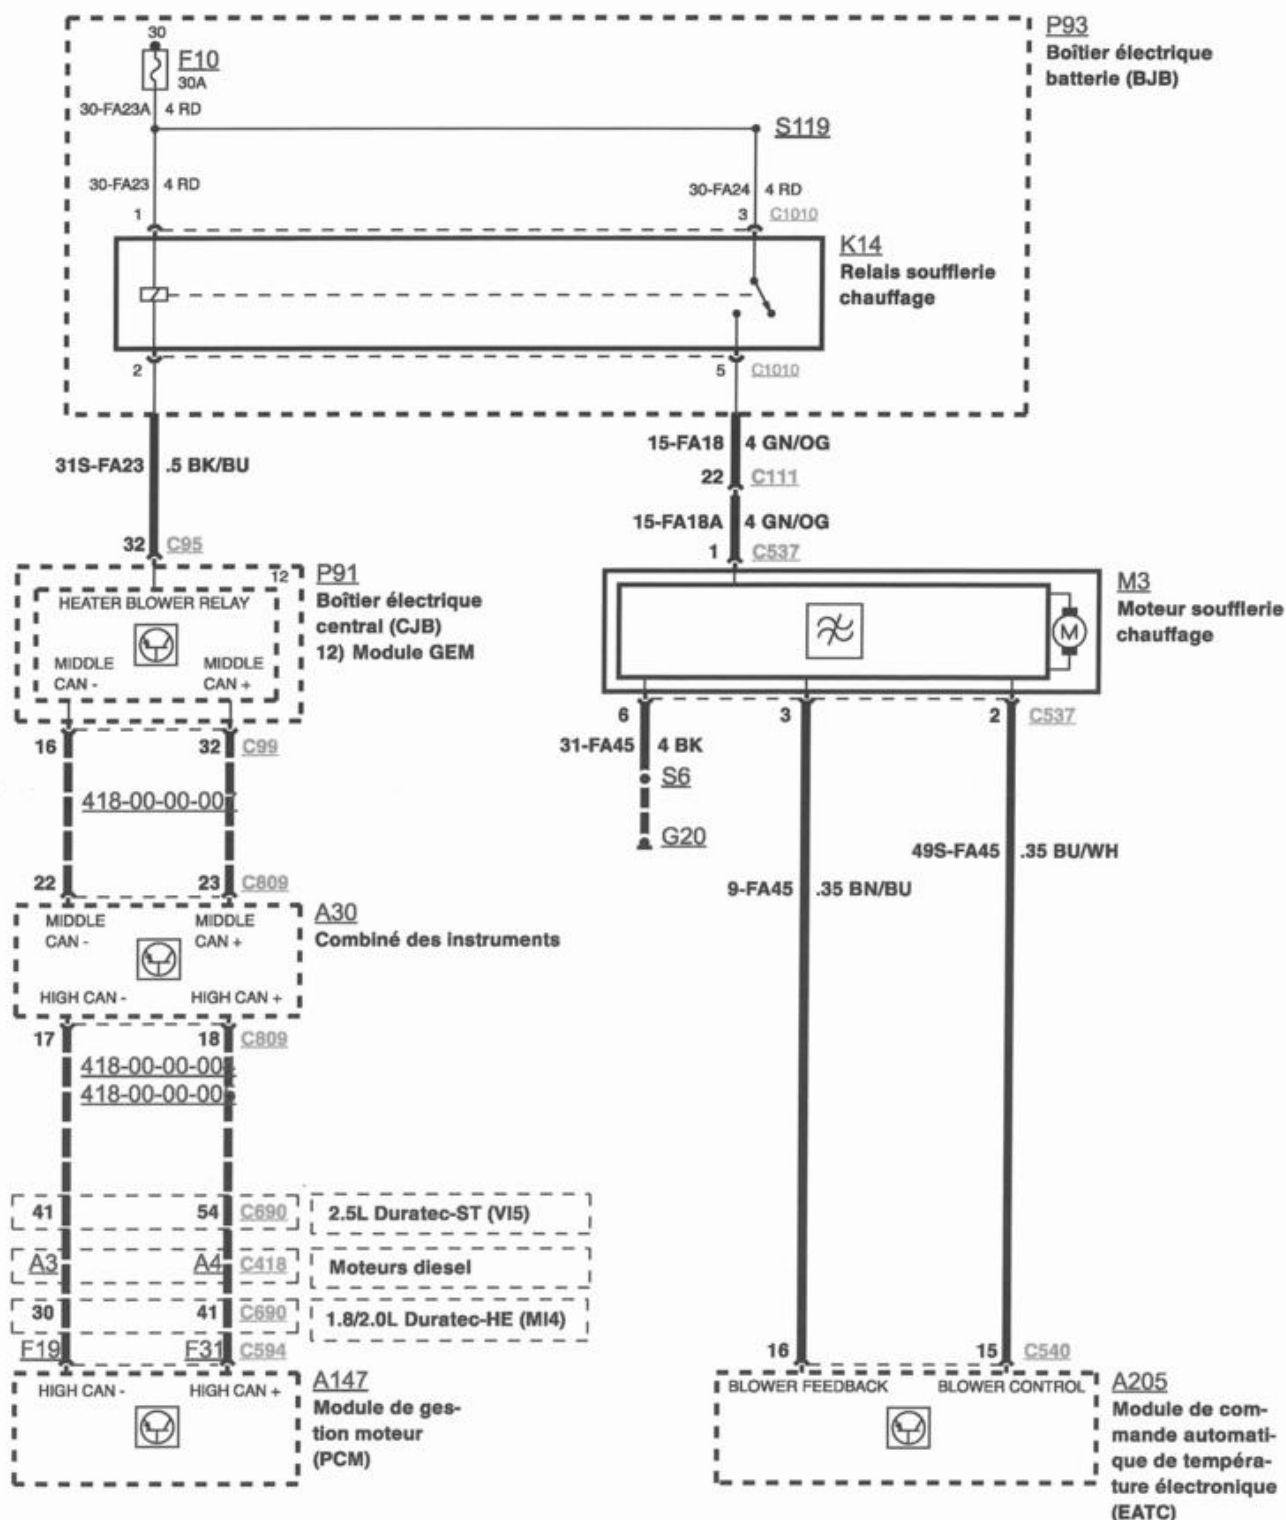 30
F10
30A
30-FA23A 4 RD
S119
30-FA23 4 RD
30-FA24 4 RD
1
3 C1010
P93
Boîtier électrique
batterie (BJB)
K14
Relais soufflerie
chauffage
2
5 C1010
31S-FA23 .5 BK/BU
15-FA18 4 GN/OG
22 C111
15-FA18A 4 GN/OG
32 C95
1 C537
12
HEATER BLOWER RELAY
MIDDLE
CAN -
MIDDLE
CAN +
P91
Boîtier électrique
central (CJB)
12) Module GEM
M
M3
Moteur soufflerie
chauffage
16
32 C99
6
3
2 C537
31-FA45 4 BK
S6
G20
418-00-00-00
49S-FA45 .35 BU/WH
9-FA45 .35 BN/BU
22
23 C809
MIDDLE
CAN -
MIDDLE
CAN +
HIGH CAN -
HIGH CAN +
A30
Combiné des instruments
17
18 C809
418-00-00-00
418-00-00-00
41
54 C690
2.5L Duratec-ST (VI5)
A3
A4 C418
Moteurs diesel
30
41 C690
1.8/2.0L Duratec-HE (MI4)
F19
F31 C594
HIGH CAN -
HIGH CAN +
A147
Module de ges-
tion moteur
(PCM)
16
15 C540
BLOWER FEEDBACK
BLOWER CONTROL
A205
Module de com-
mande automati-
que de tempéra-
ture électronique
(EATC)